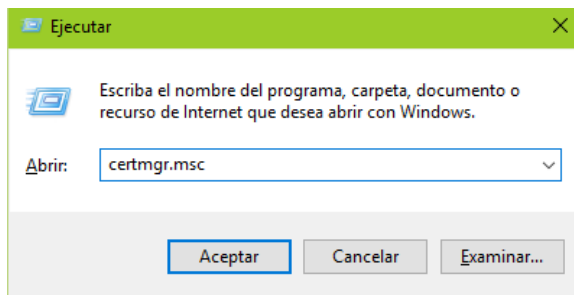 Ejecutar
Escriba el nombre del programa, carpeta, documento o
recurso de Internet que desea abrir con Windows.
Abrir: certmgr.msc
Aceptar Cancelar Examinar...